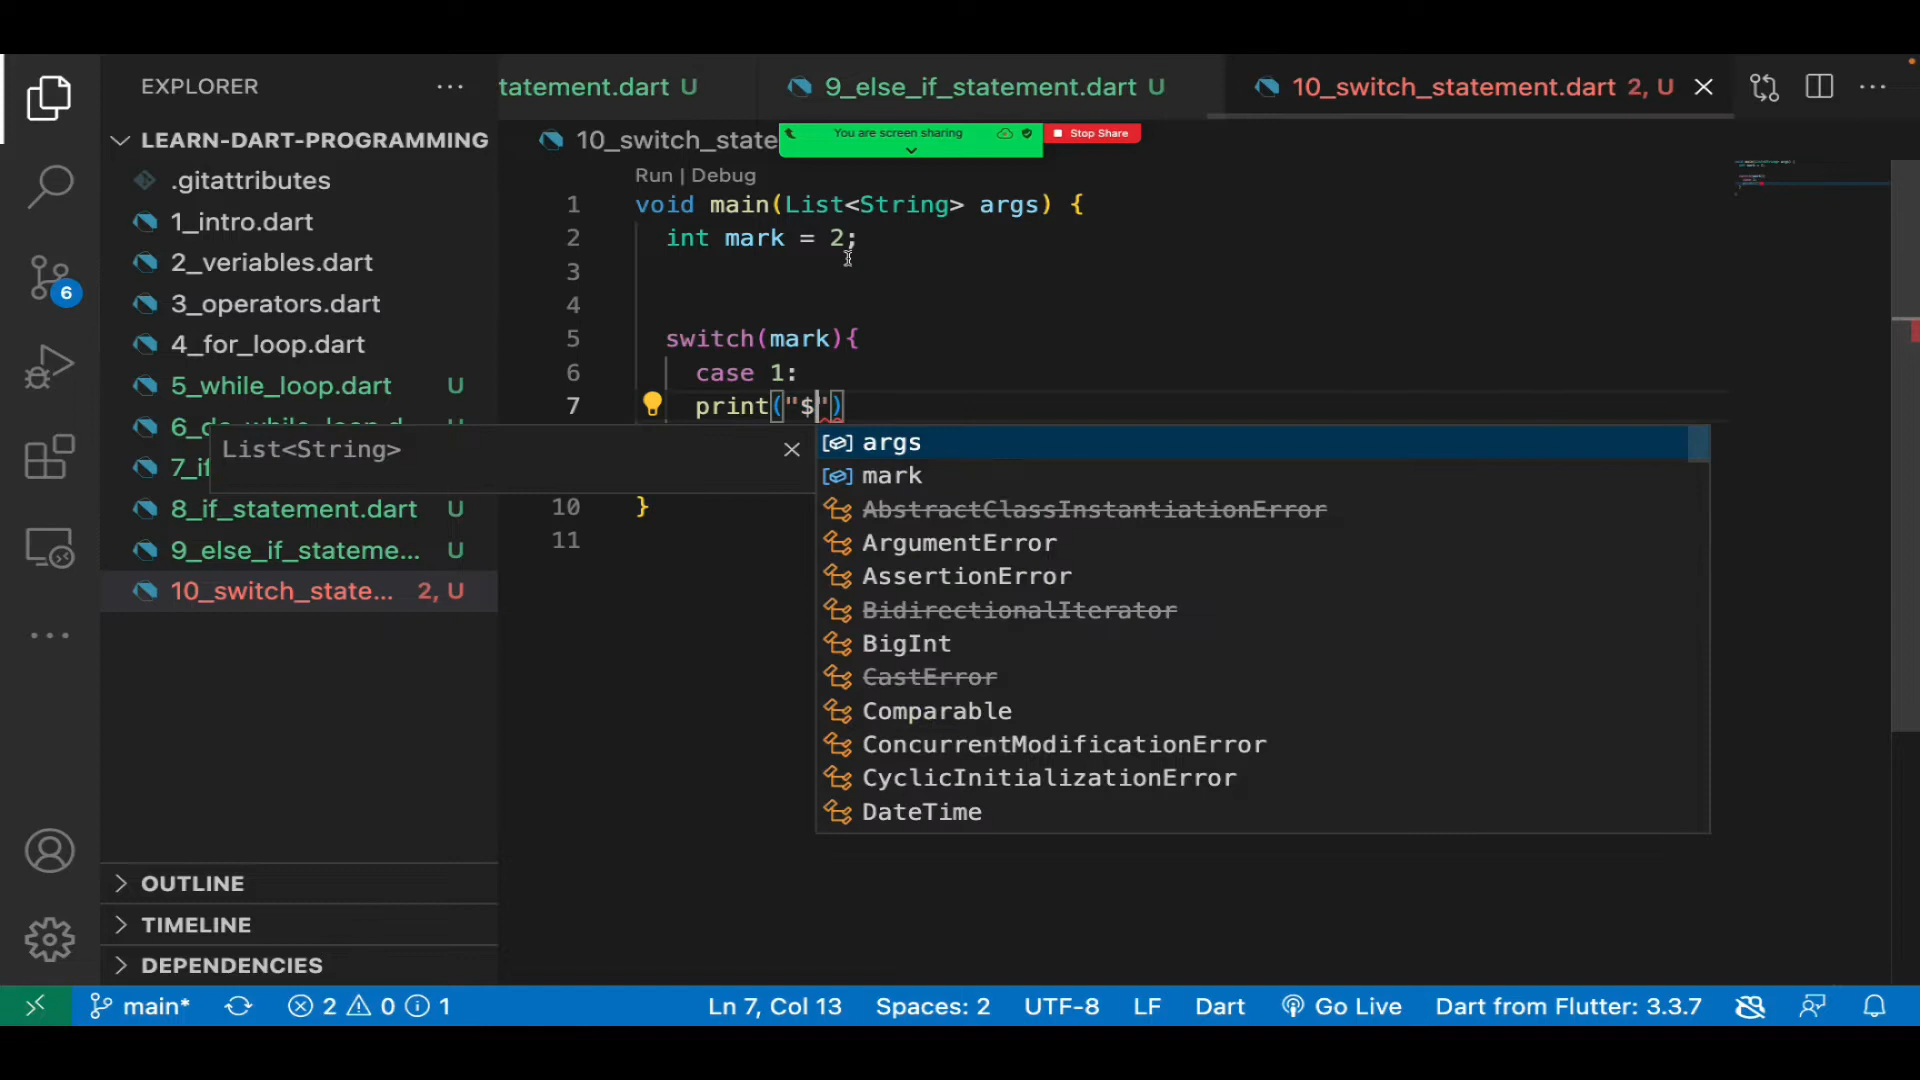 EXPLORER
LEARN-DART-PROGRAMMING
.gitattributes
1_intro.dart
2_veriables.dart
3_operators.dart
4_for_loop.dart
5_while_loop.dart U
6_do_while_loop.d
7_if
8_if_statement.dart U
9_else_if_stateme... U
10_switch_state... 2, U
OUTLINE
TIMELINE
DEPENDENCIES
6
tatement.dart U
9_else_if_statement.dart U
10_switch_statement.dart 2, U
10_switch_state
You are screen sharing
Stop Share
Run | Debug
1 void main(List<String> args) {
2 int mark = 2;
3
4
5 switch(mark){
6 case 1:
7 print("$")
10 }
11
List<String>
args
mark
AbstractClassInstantiationError
ArgumentError
AssertionError
BidirectionalIterator
BigInt
CastError
Comparable
ConcurrentModificationError
CyclicInitializationError
DateTime
main* 2 0 1 Ln 7, Col 13 Spaces: 2 UTF-8 LF Dart Go Live Dart from Flutter: 3.3.7